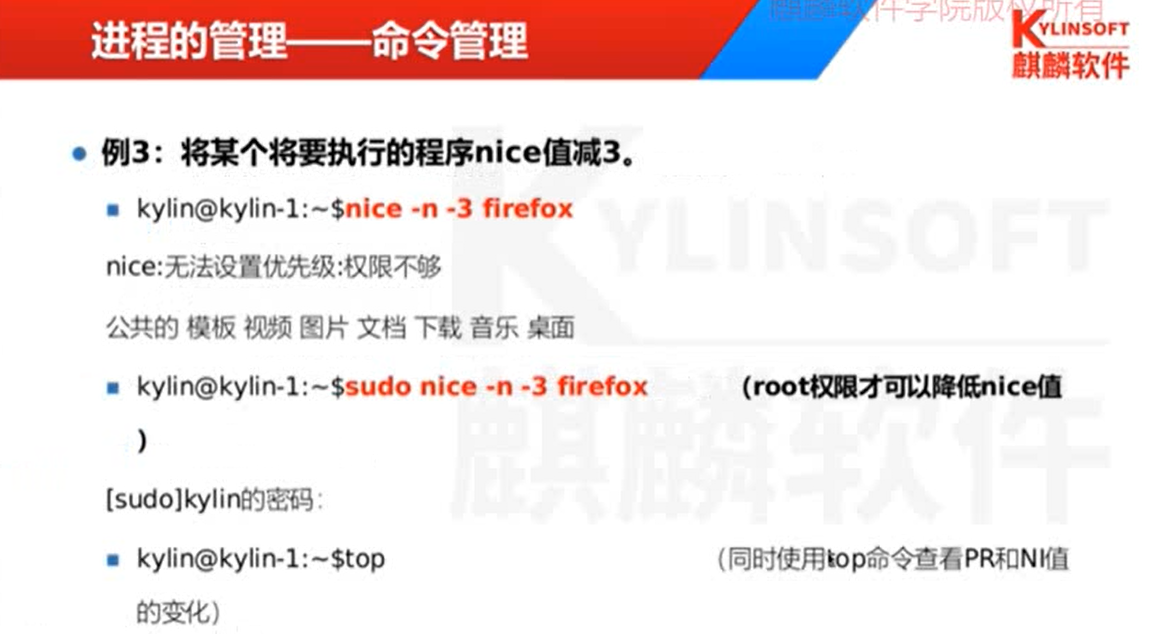 麒麟软件学院版权所有
进程的管理——命令管理
KYLINSOFT
麒麟软件
例3：将某个将要执行的程序nice值减3。
kylin@kylin-1:~$nice -n -3 firefox
nice:无法设置优先级:权限不够
公共的 模板 视频 图片 文档 下载 音乐 桌面
kylin@kylin-1:~$sudo nice -n -3 firefox (root权限才可以降低nice值
)
[sudo]kylin的密码:
kylin@kylin-1:~$top （同时使用top命令查看PR和NI值
的变化）
KYLINSOFT
麒麟软件